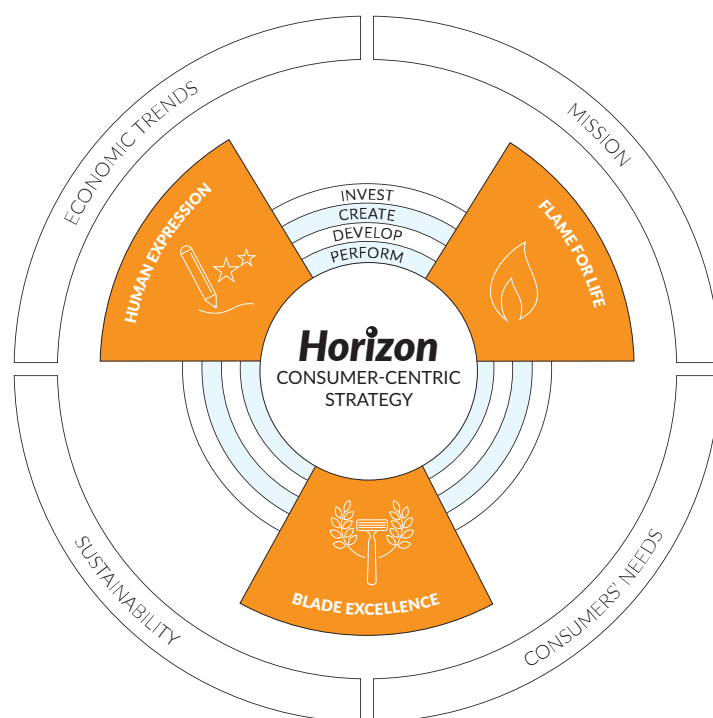 ECONOMIC TRENDS
MISSION
HUMAN EXPRESSION
FLAME FOR LIFE
INVEST
CREATE
DEVELOP
PERFORM
Horizon
CONSUMER-CENTRIC
STRATEGY
BLADE EXCELLENCE
SUSTAINABILITY
CONSUMERS' NEEDS